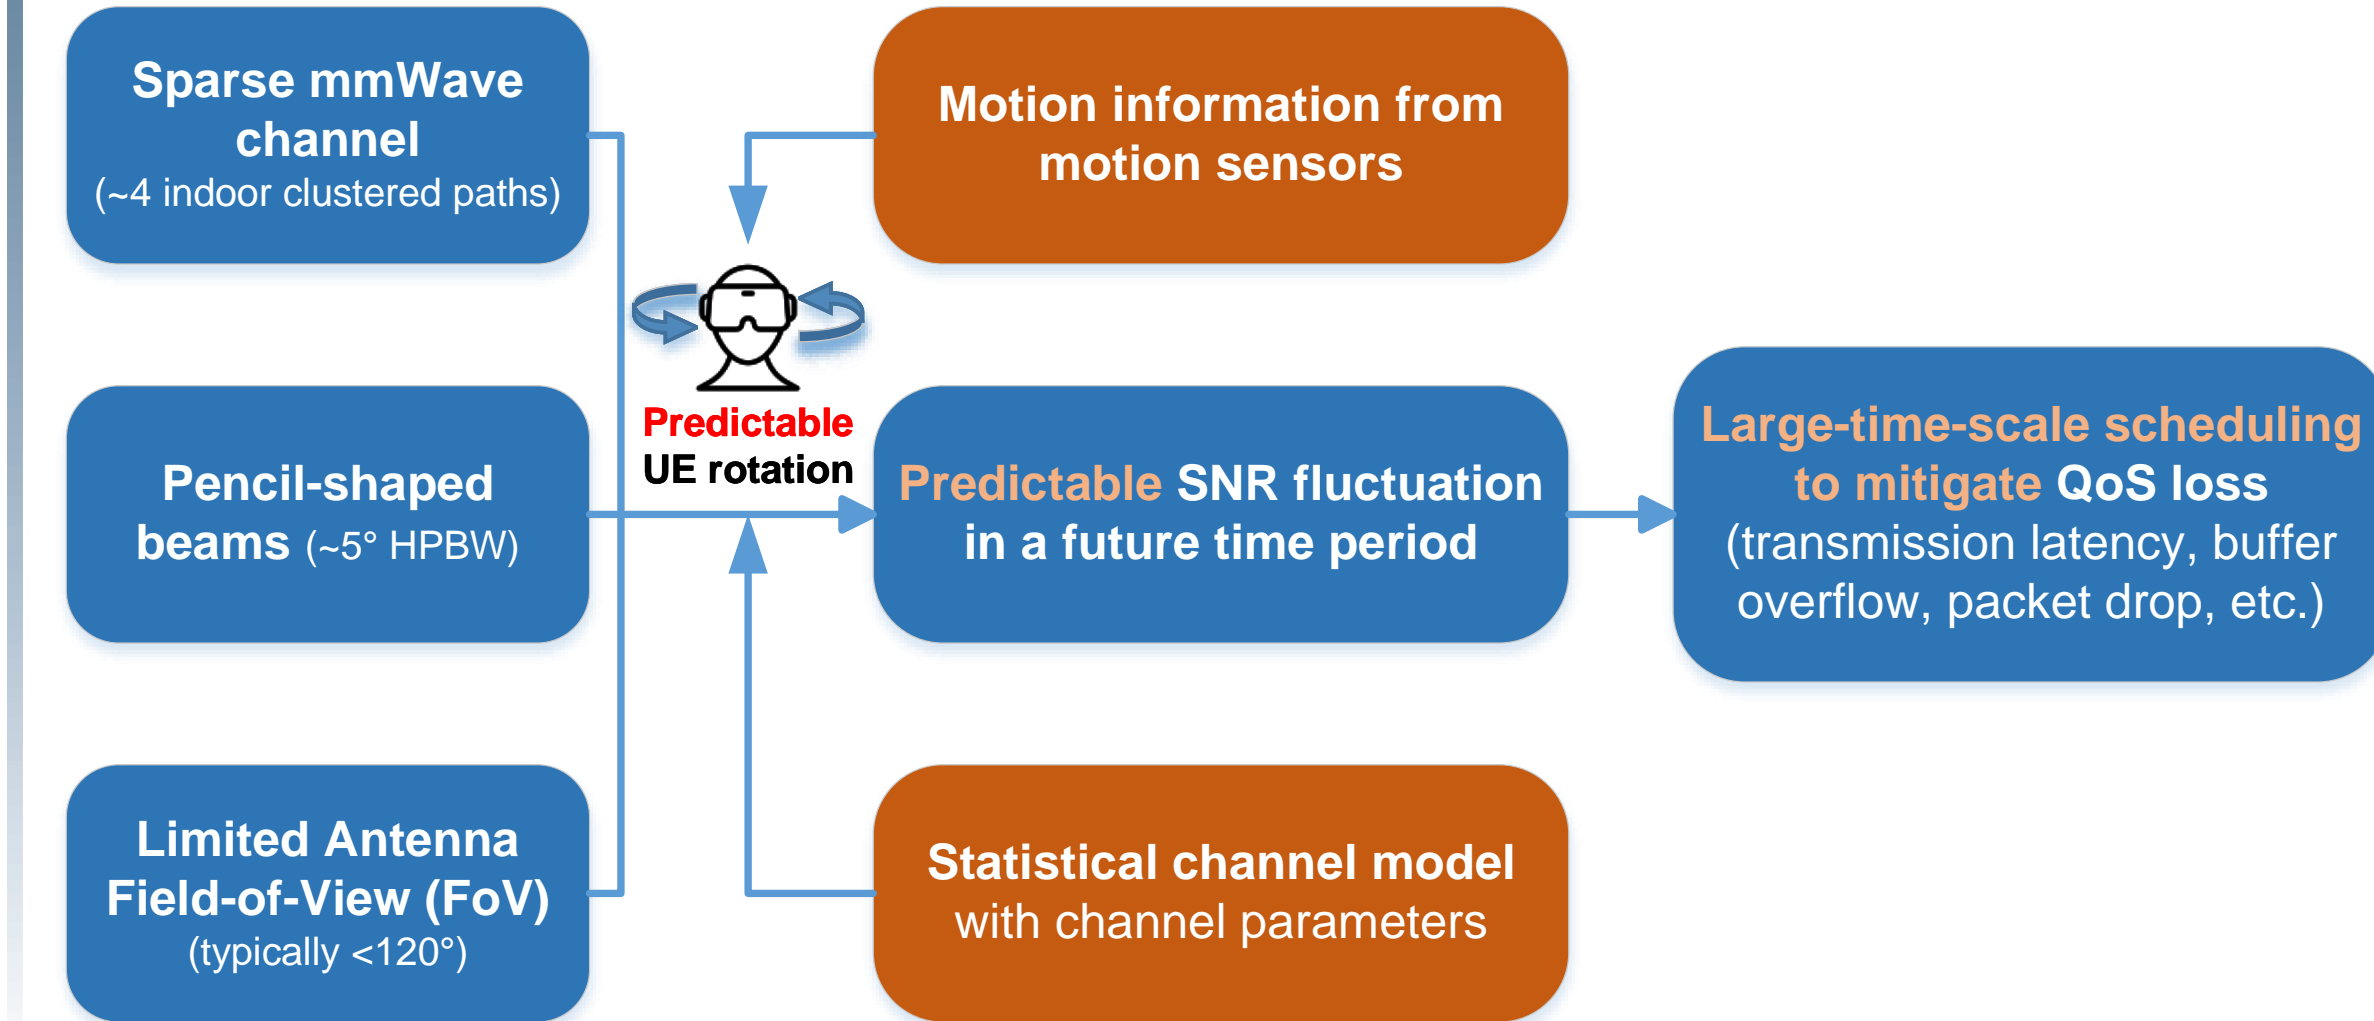 Sparse mmWave
channel
(~4 indoor clustered paths)
Motion information from
motion sensors
Predictable
UE rotation
Pencil-shaped
beams (~5° HPBW)
Predictable SNR fluctuation
in a future time period
Large-time-scale scheduling
to mitigate QoS loss
(transmission latency, buffer
overflow, packet drop, etc.)
Limited Antenna
Field-of-View (FoV)
(typically <120°)
Statistical channel model
with channel parameters